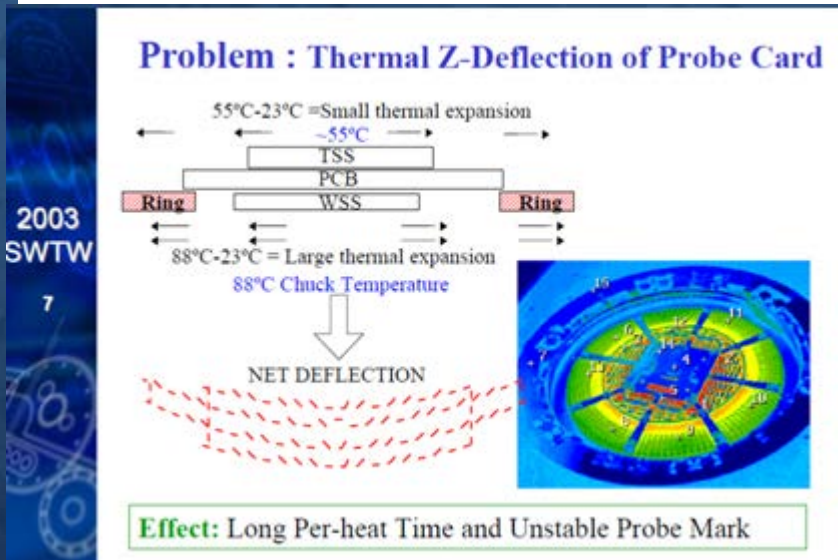 Problem : Thermal Z-Deflection of Probe Card
55ºC-23ºC =Small thermal expansion
~55ºC
TSS
PCB
Ring
WSS
Ring
88ºC-23ºC = Large thermal expansion
88ºC Chuck Temperature
NET DEFLECTION
2003
SWTW
7
Effect: Long Per-heat Time and Unstable Probe Mark